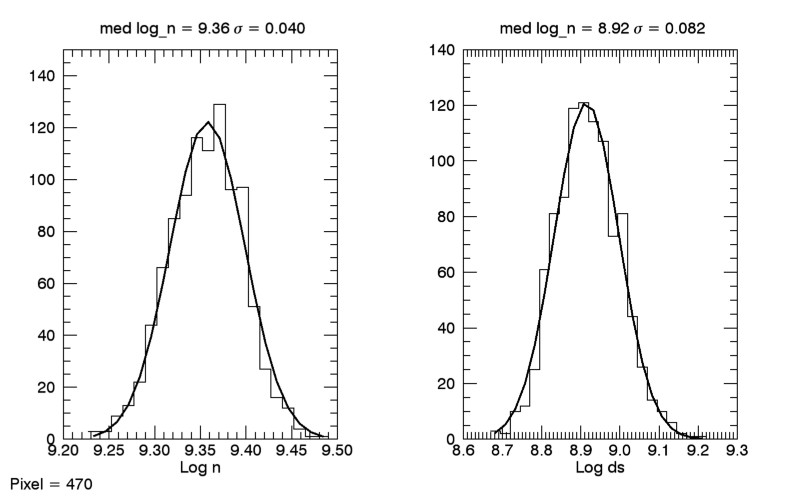 med log_n = 9.36 σ = 0.040
med log_n = 8.92 σ = 0.082
140
120
100
80
60
40
20
0
9.20 9.25 9.30 9.35 9.40 9.45 9.50
Log n
140
120
100
80
60
40
20
0
8.6 8.7 8.8 8.9 9.0 9.1 9.2 9.3
Log ds
Pixel = 470